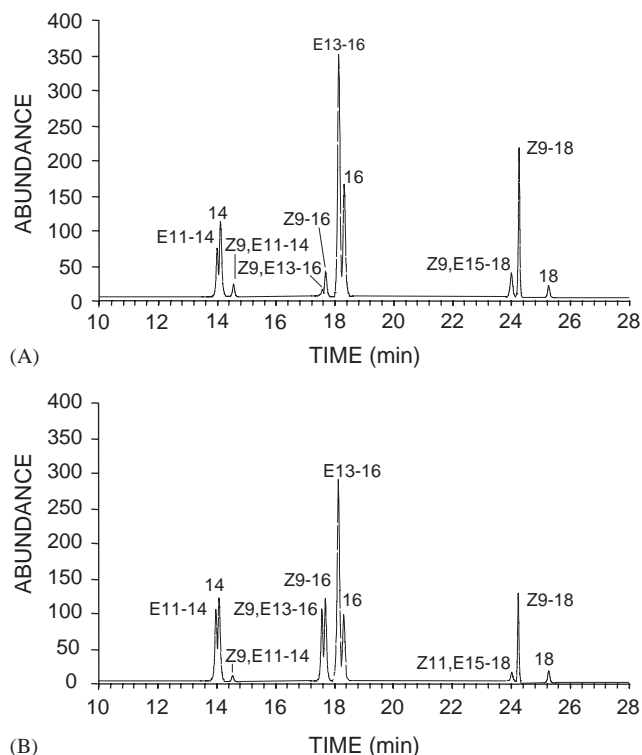 400
350
300
250
200
150
100
50
0
ABUNDANCE
E13-16
16
Z9-18
14
E11-14
Z9,E11-14
Z9-16
Z9,E13-16
Z9,E15-18
18
10 12 14 16 18 20 22 24 26 28
(A)
TIME (min)
400
350
300
250
200
150
100
50
0
ABUNDANCE
E13-16
14
E11-14
Z9-16
Z9,E13-16
16
Z9-18
Z9,E11-14
Z11,E15-18
18
10 12 14 16 18 20 22 24 26 28
(B)
TIME (min)